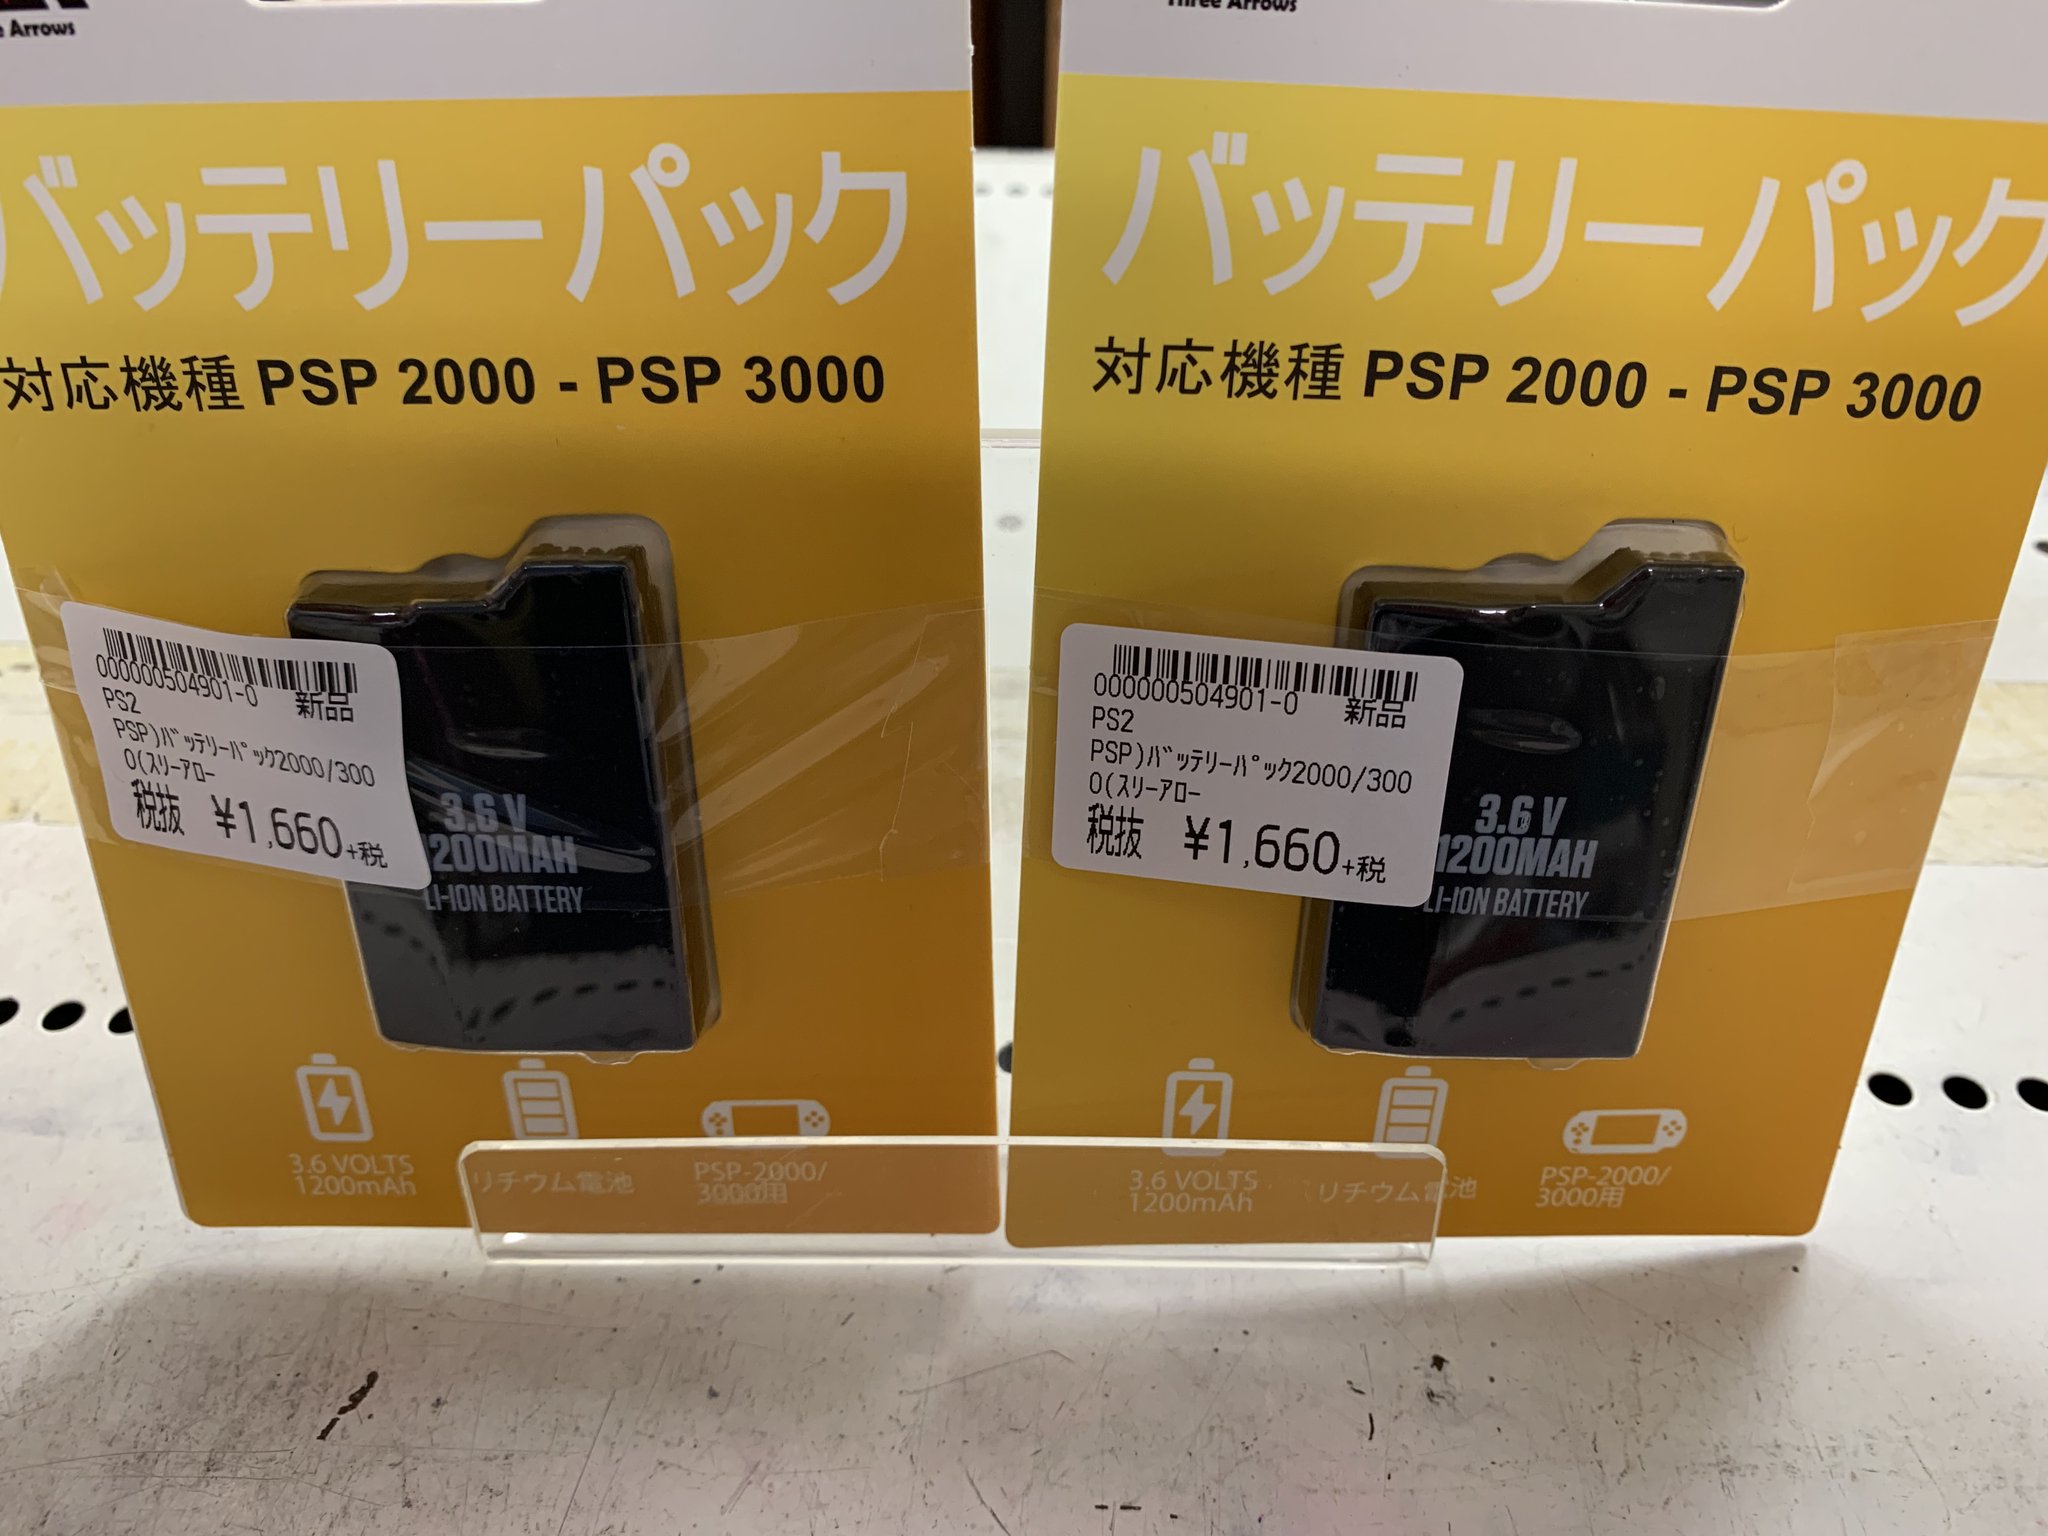 Arrows
バッテリーパック
対応機種 PSP 2000 - PSP 3000
000000504901-0 新品
PS2
PSP)ﾊﾞｯﾃﾘｰﾊﾟｯｸ2000/300
0(ｽﾘｰｱﾛｰ
税抜 ¥1,660+税
3.6 V
200MAH
LI-ION BATTERY
3.6 VOLTS
1200mAh
リチウム電池
PSP-2000/
3000用
Three Arrows
バッテリーパック
対応機種 PSP 2000 - PSP 3000
000000504901-0 新品
PS2
PSP)ﾊﾞｯﾃﾘｰﾊﾟｯｸ2000/300
0(ｽﾘｰｱﾛｰ
税抜 ¥1,660+税
3.6 V
1200MAH
LI-ION BATTERY
3.6 VOLTS
1200mAh
リチウム電池
PSP-2000/
3000用